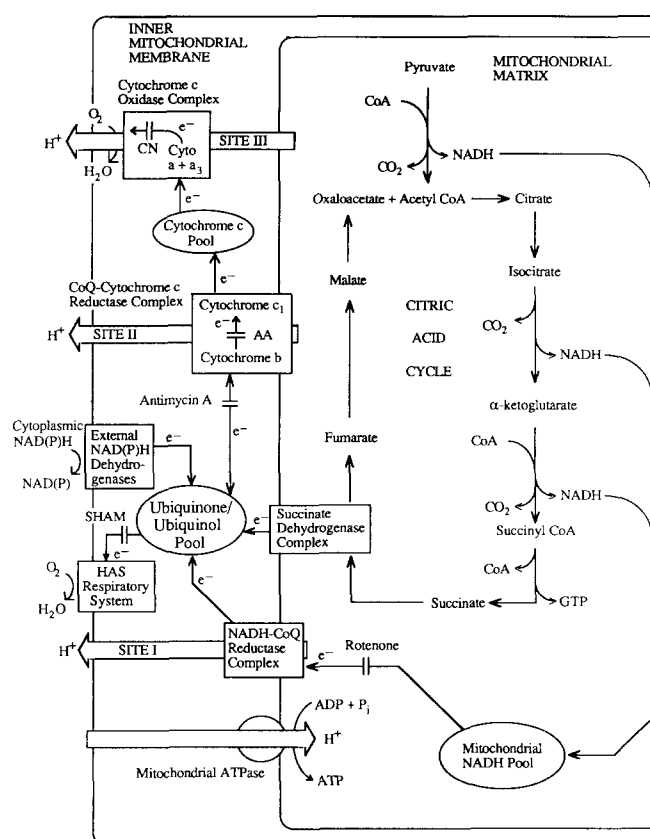 INNER
MITOCHONDRIAL
MEMBRANE
Cytochrome c
Oxidase Complex
O2
H+
H2O
e−
CN
Cyto
a + a3
SITE III
e−
Cytochrome c
Pool
e−
CoQ-Cytochrome c
Reductase Complex
H+
SITE II
Cytochrome c1
e−
AA
Cytochrome b
Antimycin A
e−
Cytoplasmic
NAD(P)H
NAD(P)
External
NAD(P)H
Dehydro-
genases
e−
Ubiquinone/
Ubiquinol
Pool
SHAM
e−
O2
H2O
HAS
Respiratory
System
e−
Succinate
Dehydrogenase
Complex
e−
H+
SITE I
NADH-CoQ
Reductase
Complex
e−
Rotenone
ADP + Pi
H+
ATP
Mitochondrial ATPase
Mitochondrial
NADH Pool
MITOCHONDRIAL
MATRIX
Pyruvate
CoA
CO2
NADH
Oxaloacetate + Acetyl CoA
Citrate
Isocitrate
CO2
NADH
α-ketoglutarate
CoA
CO2
NADH
Succinyl CoA
CoA
GTP
Succinate
Fumarate
Malate
CITRIC
ACID
CYCLE